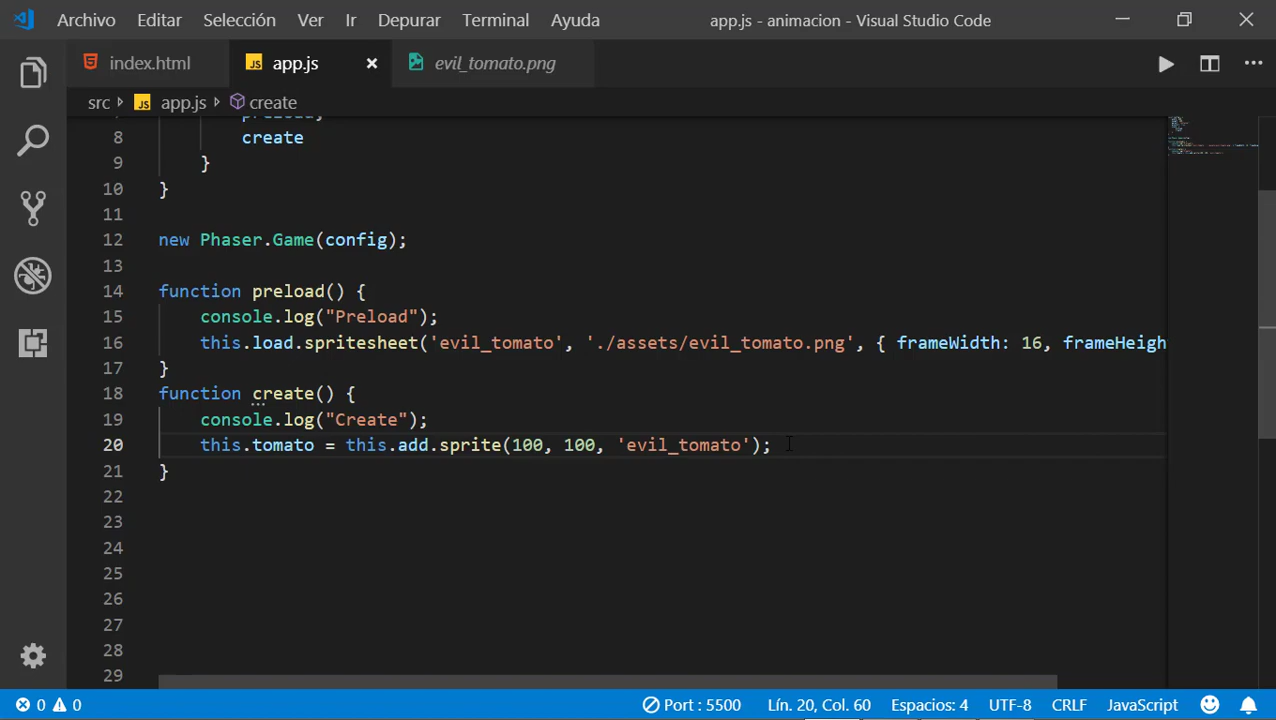 Archivo Editar Selección Ver Ir Depurar Terminal Ayuda app.js - animacion - Visual Studio Code
index.html JS app.js evil_tomato.png
src JS app.js create
7 preload,
8 create
9 }
10 }
11
12 new Phaser.Game(config);
13
14 function preload() {
15 console.log("Preload");
16 this.load.spritesheet('evil_tomato', './assets/evil_tomato.png', { frameWidth: 16, frameHeigh
17 }
18 function create() {
19 console.log("Create");
20 this.tomato = this.add.sprite(100, 100, 'evil_tomato');
21 }
22
23
24
25
26
27
28
29
0 0 Port : 5500 Lín. 20, Col. 60 Espacios: 4 UTF-8 CRLF JavaScript